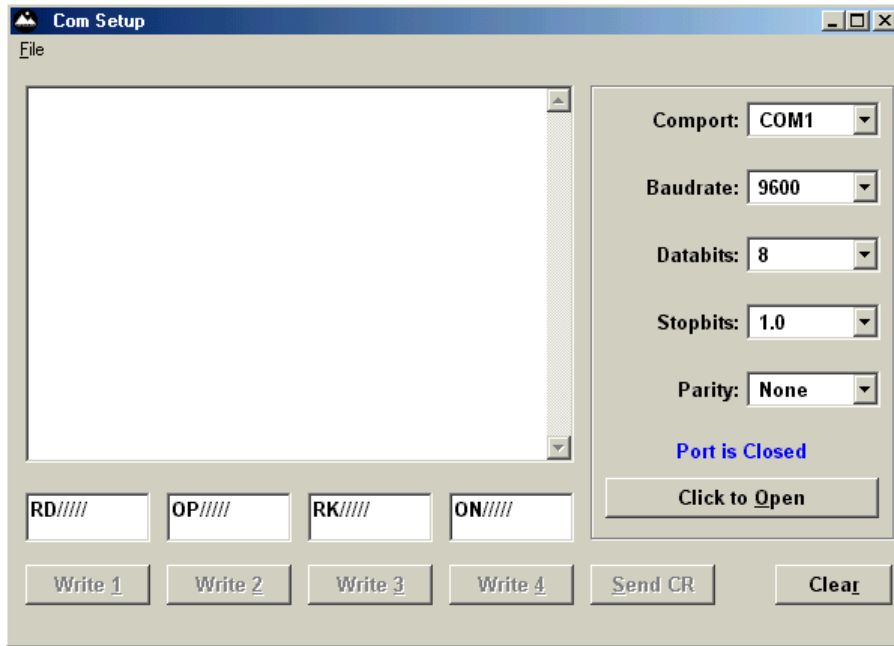 Com Setup
File
Comport: COM1
Baudrate: 9600
Databits: 8
Stopbits: 1.0
Parity: None
Port is Closed
Click to Open
RD///// OP///// RK///// ON/////
Write 1 Write 2 Write 3 Write 4 Send CR Clear